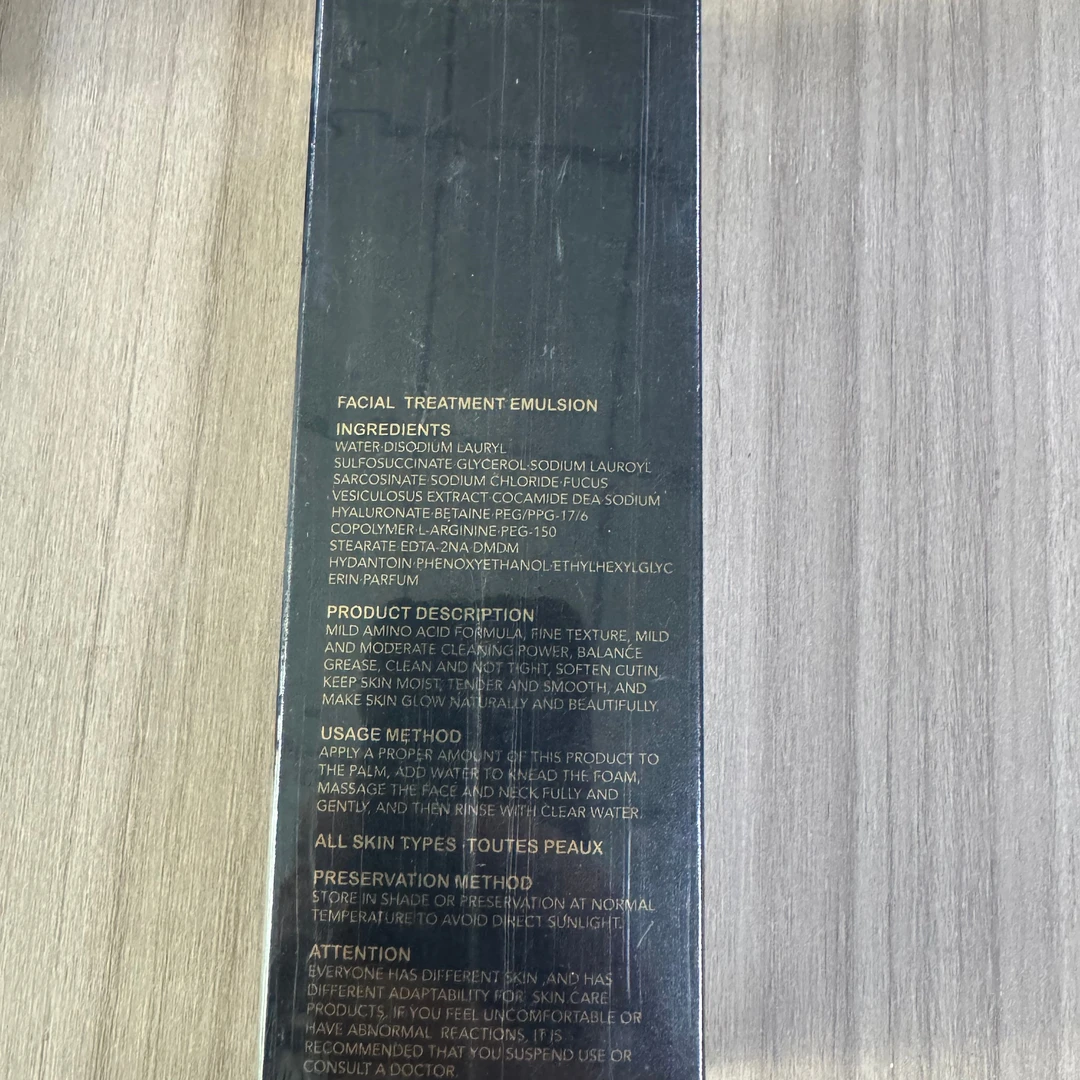 FACIAL TREATMENT EMULSION
INGREDIENTS
WATER·DISODIUM LAURYL
SULFOSUCCINATE·GLYCEROL·SODIUM LAUROYL
SARCOSINATE·SODIUM CHLORIDE·FUCUS
VESICULOSUS EXTRACT·COCAMIDE DEA·SODIUM
HYALURONATE·BETAINE·PEG/PPG-17/6
COPOLYMER·L-ARGININE·PEG-150
STEARATE·EDTA-2NA·DMDM
HYDANTOIN·PHENOXYETHANOL·ETHYLHEXYLGLYC
ERIN·PARFUM
PRODUCT DESCRIPTION
MILD AMINO ACID FORMULA, FINE TEXTURE, MILD
AND MODERATE CLEANING POWER, BALANCE
GREASE, CLEAN AND NOT TIGHT, SOFTEN CUTIN,
KEEP SKIN MOIST, TENDER AND SMOOTH, AND
MAKE SKIN GLOW NATURALLY AND BEAUTIFULLY.
USAGE METHOD
APPLY A PROPER AMOUNT OF THIS PRODUCT TO
THE PALM, ADD WATER TO KNEAD THE FOAM,
MASSAGE THE FACE AND NECK FULLY AND
GENTLY, AND THEN RINSE WITH CLEAR WATER.
ALL SKIN TYPES ·TOUTES PEAUX
PRESERVATION METHOD
STORE IN SHADE OR PRESERVATION AT NORMAL
TEMPERATURE TO AVOID DIRECT SUNLIGHT.
ATTENTION
EVERYONE HAS DIFFERENT SKIN ,AND HAS
DIFFERENT ADAPTABILITY FOR SKIN CARE
PRODUCTS, IF YOU FEEL UNCOMFORTABLE OR
HAVE ABNORMAL REACTIONS, IT IS
RECOMMENDED THAT YOU SUSPEND USE OR
CONSULT A DOCTOR.